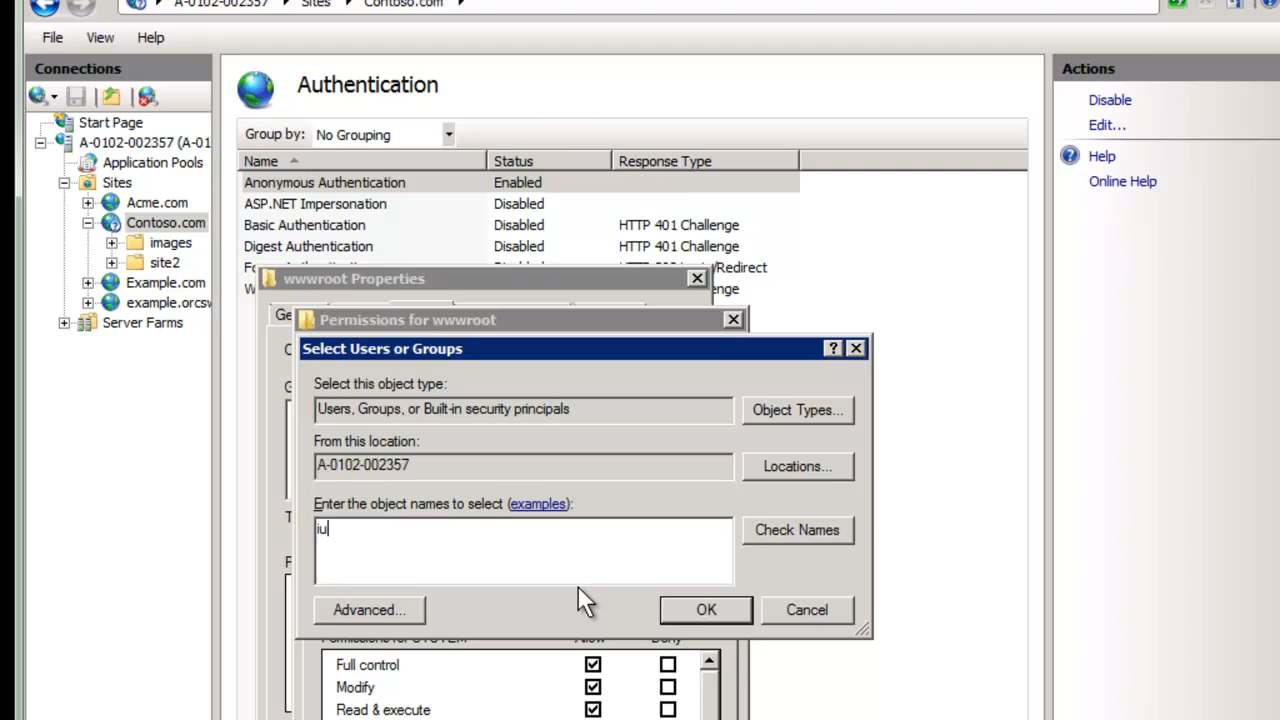 A-0102-002357 Sites Contoso.com
File View Help
Connections
Start Page
A-0102-002357 (A-01
Application Pools
Sites
Acme.com
Contoso.com
images
site2
Example.com
example.orcsw
Server Farms
Authentication
Group by: No Grouping
Name Status Response Type
Anonymous Authentication Enabled
ASP.NET Impersonation Disabled
Basic Authentication Disabled HTTP 401 Challenge
Digest Authentication Disabled HTTP 401 Challenge
/Redirect
wwwroot Properties
Ge
Permissions for wwwroot
Select Users or Groups
Select this object type:
Users, Groups, or Built-in security principals
Object Types...
From this location:
A-0102-002357
Locations...
Enter the object names to select (examples):
iu
Check Names
Advanced... OK Cancel
Full control
Modify
Read & execute
Actions
Disable
Edit...
Help
Online Help